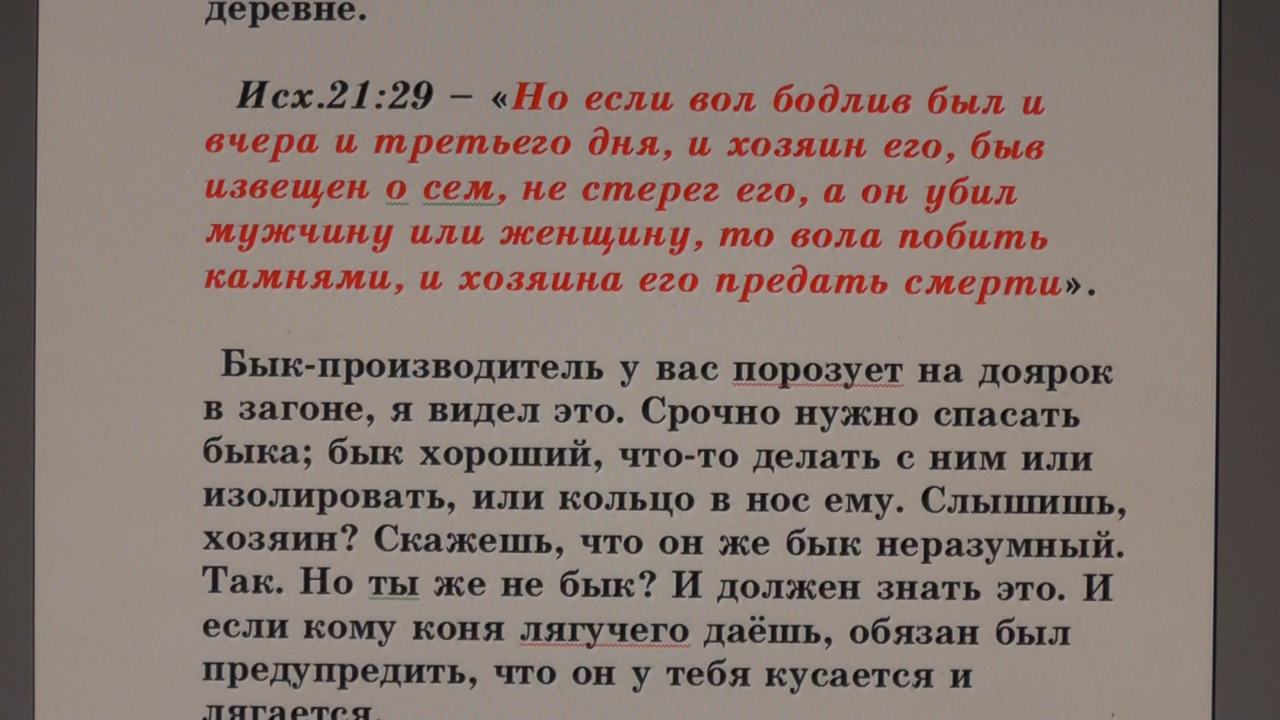 деревне.
Исх.21:29 – «Но если вол бодлив был и
вчера и третьего дня, и хозяин его, быв
извещен о сем, не стерег его, а он убил
мужчину или женщину, то вола побить
камнями, и хозяина его предать смерти».
Бык-производитель у вас порозует на доярок
в загоне, я видел это. Срочно нужно спасать
быка; бык хороший, что-то делать с ним или
изолировать, или кольцо в нос ему. Слышишь,
хозяин? Скажешь, что он же бык неразумный.
Так. Но ты же не бык? И должен знать это. И
если кому коня лягучего даёшь, обязан был
предупредить, что он у тебя кусается и
лягается.